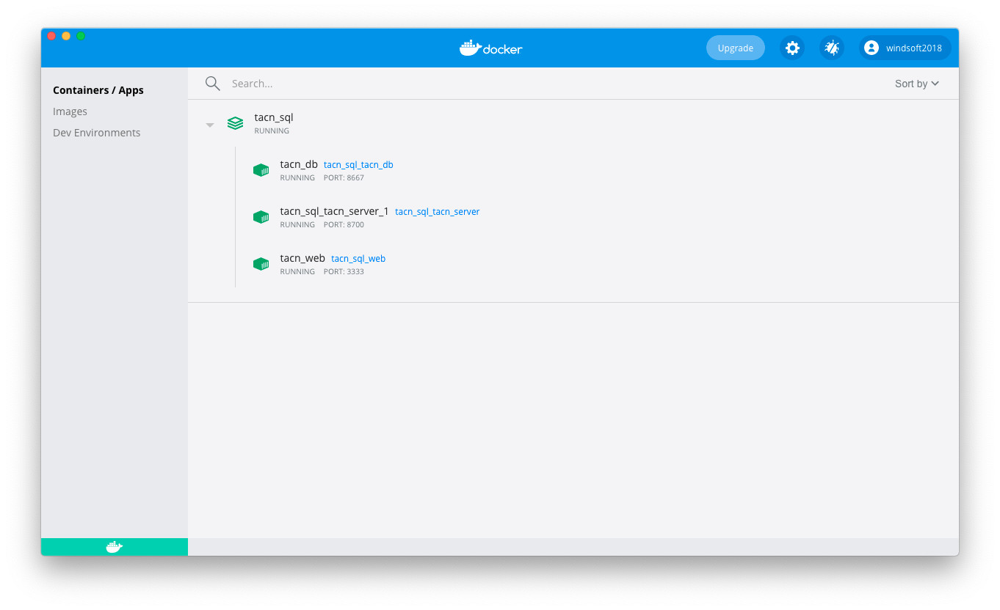 docker
Upgrade
windsoft2018
Containers / Apps
Images
Dev Environments
Search...
Sort by
tacn_sql
RUNNING
tacn_db tacn_sql_tacn_db
RUNNING PORT: 8667
tacn_sql_tacn_server_1 tacn_sql_tacn_server
RUNNING PORT: 8700
tacn_web tacn_sql_web
RUNNING PORT: 3333